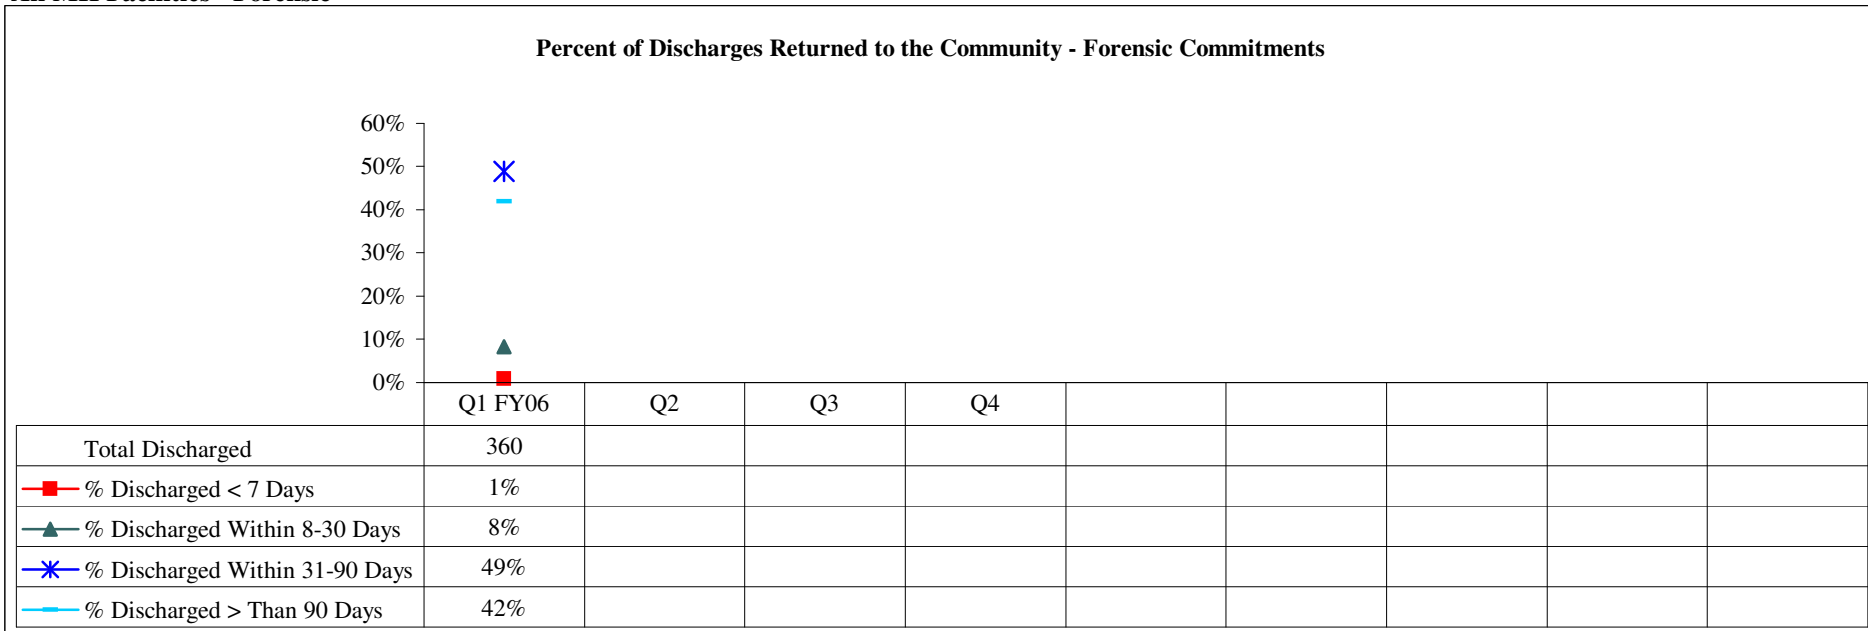 Percent of Discharges Returned to the Community - Forensic Commitments
60%
50%
40%
30%
20%
10%
0%
Q1 FY06 Q2 Q3 Q4
Total Discharged 360
% Discharged < 7 Days 1%
% Discharged Within 8-30 Days 8%
% Discharged Within 31-90 Days 49%
% Discharged > Than 90 Days 42%